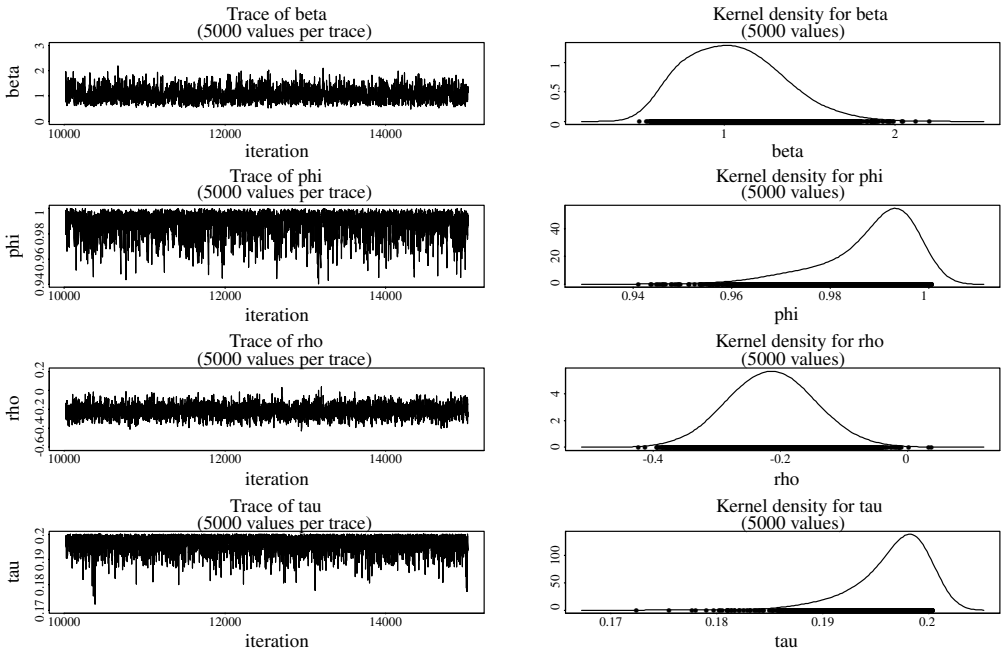 Trace of beta
(5000 values per trace)
beta
0 1 2 3
10000 12000 14000
iteration
Kernel density for beta
(5000 values)
0 0.5 1
1 2
beta
Trace of phi
(5000 values per trace)
phi
0.94 0.96 0.98 1
10000 12000 14000
iteration
Kernel density for phi
(5000 values)
0 20 40
0.94 0.96 0.98 1
phi
Trace of rho
(5000 values per trace)
rho
-0.6 -0.4 -0.2 0 0.2
10000 12000 14000
iteration
Kernel density for rho
(5000 values)
0 2 4
-0.4 -0.2 0
rho
Trace of tau
(5000 values per trace)
tau
0.17 0.18 0.19 0.2
10000 12000 14000
iteration
Kernel density for tau
(5000 values)
0 50 100
0.17 0.18 0.19 0.2
tau